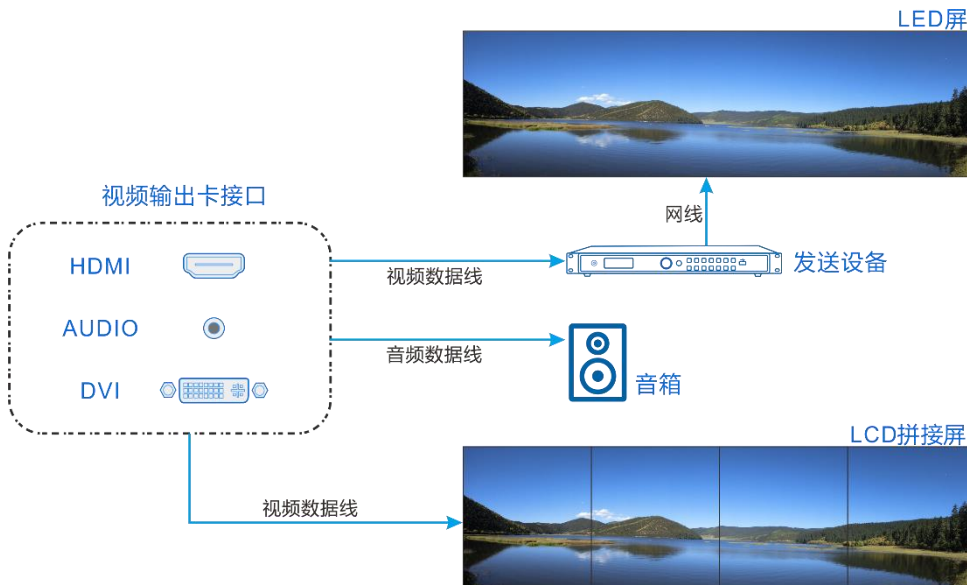 LED屏
视频输出卡接口
网线
HDMI
视频数据线
发送设备
AUDIO
音频数据线
音箱
DVI
LCD拼接屏
视频数据线